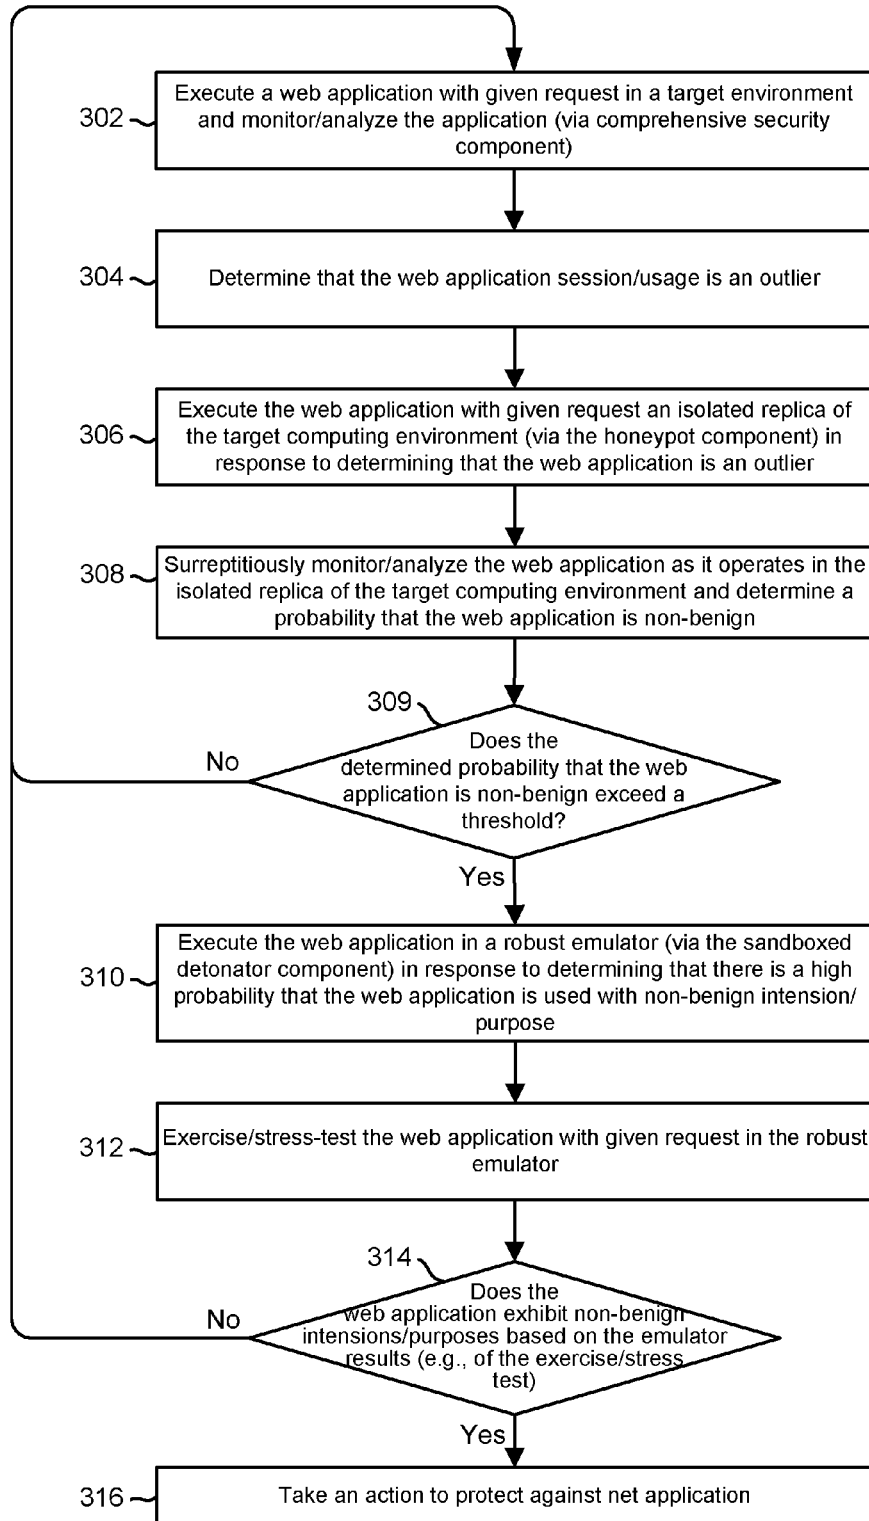 302
Execute a web application with given request in a target environment
and monitor/analyze the application (via comprehensive security
component)
304
Determine that the web application session/usage is an outlier
306
Execute the web application with given request an isolated replica of
the target computing environment (via the honeypot component) in
response to determining that the web application is an outlier
308
Surreptitiously monitor/analyze the web application as it operates in the
isolated replica of the target computing environment and determine a
probability that the web application is non-benign
309
Does the
determined probability that the web
application is non-benign exceed a
threshold?
No
Yes
310
Execute the web application in a robust emulator (via the sandboxed
detonator component) in response to determining that there is a high
probability that the web application is used with non-benign intension/
purpose
312
Exercise/stress-test the web application with given request in the robust
emulator
314
Does the
web application exhibit non-benign
intensions/purposes based on the emulator
results (e.g., of the exercise/stress
test)
No
Yes
316
Take an action to protect against net application